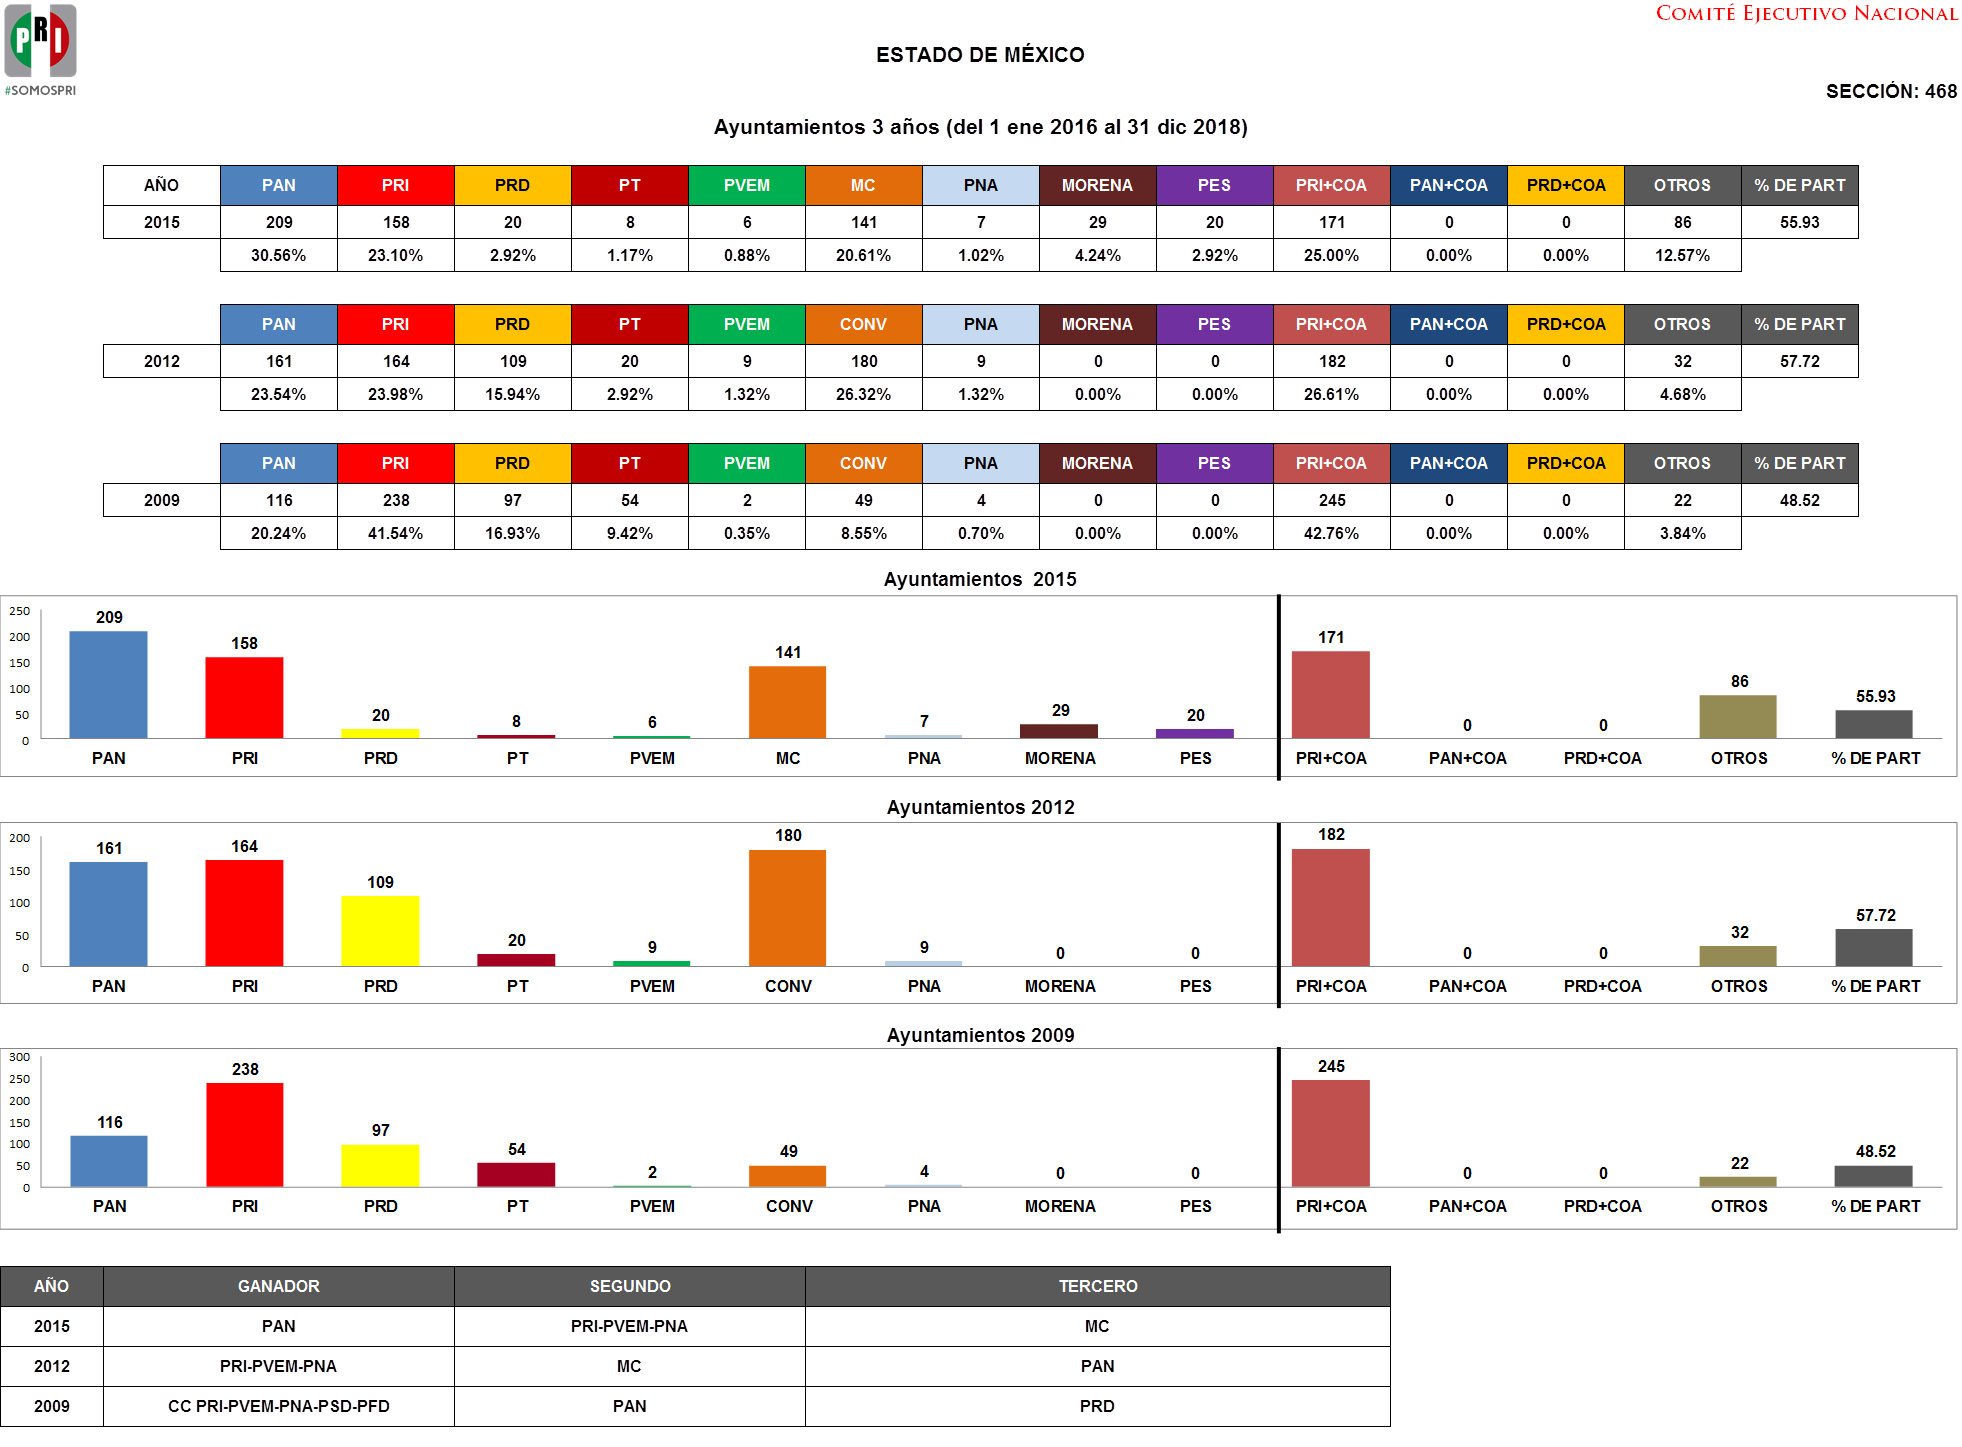 PRI
#SOMOSPRI
COMITÉ EJECUTIVO NACIONAL
ESTADO DE MÉXICO
SECCIÓN: 468
Ayuntamientos 3 años (del 1 ene 2016 al 31 dic 2018)
AÑO PAN PRI PRD PT PVEM MC PNA MORENA PES PRI+COA PAN+COA PRD+COA OTROS % DE PART
2015 209 158 20 8 6 141 7 29 20 171 0 0 86 55.93
30.56% 23.10% 2.92% 1.17% 0.88% 20.61% 1.02% 4.24% 2.92% 25.00% 0.00% 0.00% 12.57%
PAN PRI PRD PT PVEM CONV PNA MORENA PES PRI+COA PAN+COA PRD+COA OTROS % DE PART
2012 161 164 109 20 9 180 9 0 0 182 0 0 32 57.72
23.54% 23.98% 15.94% 2.92% 1.32% 26.32% 1.32% 0.00% 0.00% 26.61% 0.00% 0.00% 4.68%
PAN PRI PRD PT PVEM CONV PNA MORENA PES PRI+COA PAN+COA PRD+COA OTROS % DE PART
2009 116 238 97 54 2 49 4 0 0 245 0 0 22 48.52
20.24% 41.54% 16.93% 9.42% 0.35% 8.55% 0.70% 0.00% 0.00% 42.76% 0.00% 0.00% 3.84%
Ayuntamientos 2015
250
200
150
100
50
0
209 158 20 8 6 141 7 29 20 171 0 0 86 55.93
PAN PRI PRD PT PVEM MC PNA MORENA PES PRI+COA PAN+COA PRD+COA OTROS % DE PART
Ayuntamientos 2012
200
150
100
50
0
161 164 109 20 9 180 9 0 0 182 0 0 32 57.72
PAN PRI PRD PT PVEM CONV PNA MORENA PES PRI+COA PAN+COA PRD+COA OTROS % DE PART
Ayuntamientos 2009
300
250
200
150
100
50
0
116 238 97 54 2 49 4 0 0 245 0 0 22 48.52
PAN PRI PRD PT PVEM CONV PNA MORENA PES PRI+COA PAN+COA PRD+COA OTROS % DE PART
AÑO GANADOR SEGUNDO TERCERO
2015 PAN PRI-PVEM-PNA MC
2012 PRI-PVEM-PNA MC PAN
2009 CC PRI-PVEM-PNA-PSD-PFD PAN PRD